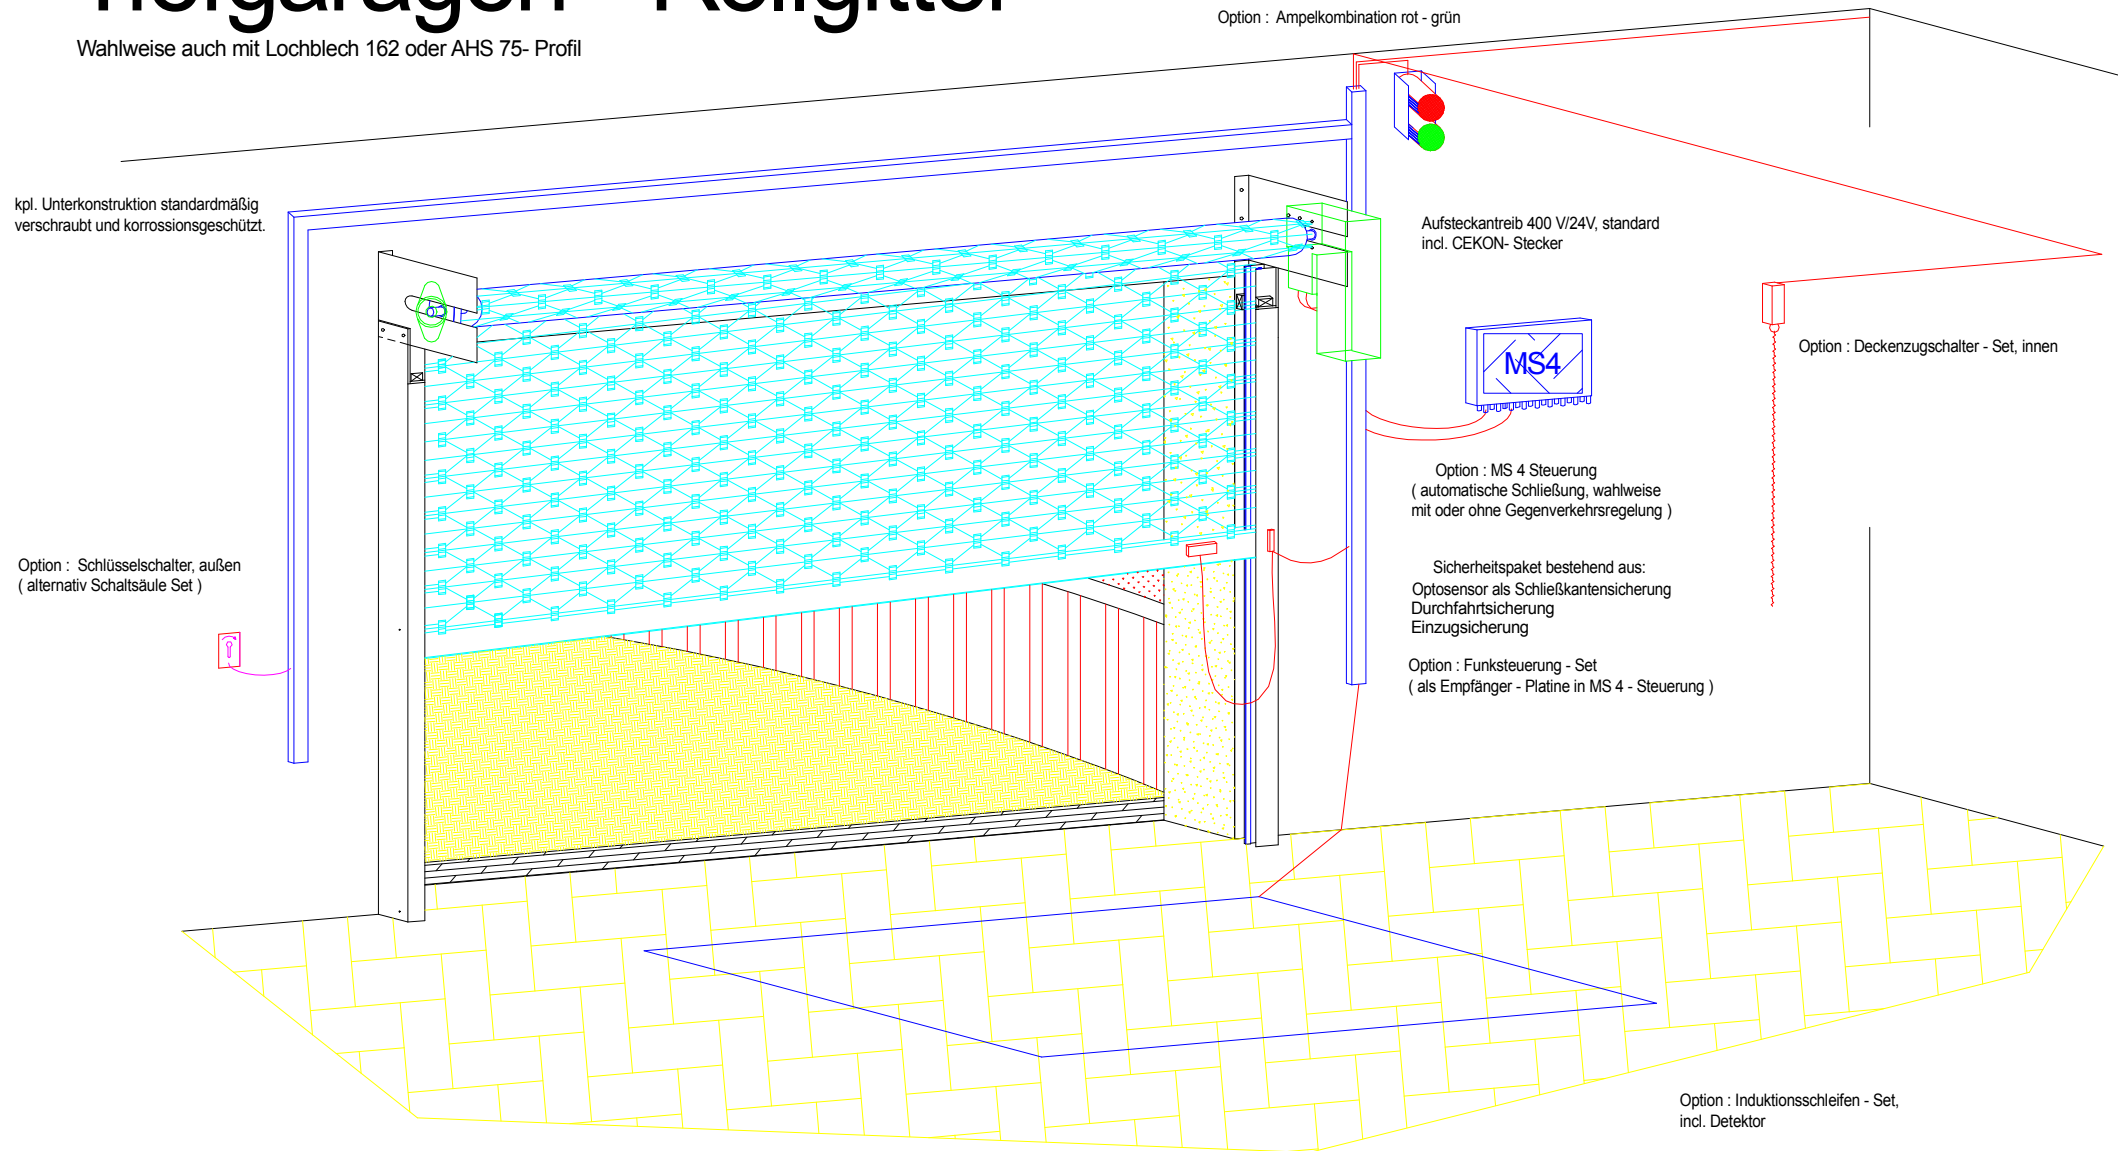 Tiefgaragen - Rollgitter
Wahlweise auch mit Lochblech 162 oder AHS 75- Profil
Option : Ampelkombination rot - grün
kpl. Unterkonstruktion standardmäßig
verschraubt und korrossionsgeschützt.
Aufsteckantreib 400 V/24V, standard
incl. CEKON- Stecker
MS4
Option : Deckenzugschalter - Set, innen
Option : MS 4 Steuerung
( automatische Schließung, wahlweise
mit oder ohne Gegenverkehrsregelung )
Option : Schlüsselschalter, außen
( alternativ Schaltsäule Set )
Sicherheitspaket bestehend aus:
Optosensor als Schließkantensicherung
Durchfahrtsicherung
Einzugsicherung
Option : Funksteuerung - Set
( als Empfänger - Platine in MS 4 - Steuerung )
Option : Induktionsschleifen - Set,
incl. Detektor